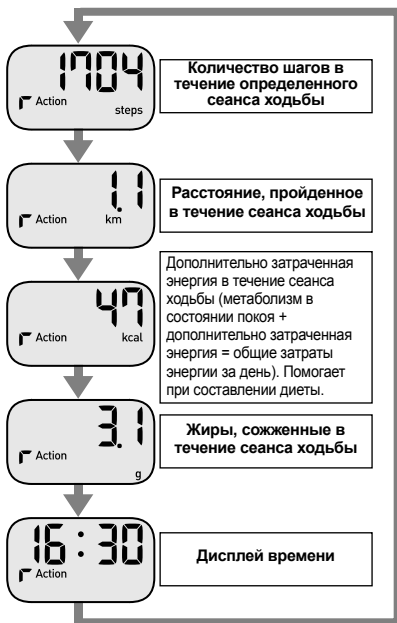 1704
Action
steps
Количество шагов в
течение определенного
сеанса ходьбы
1.1
Action
km
Расстояние, пройденное
в течение сеанса ходьбы
47
Action
kcal
Дополнительно затраченная
энергия в течение сеанса
ходьбы (метаболизм в
состоянии покоя +
дополнительно затраченная
энергия = общие затраты
энергии за день). Помогает
при составлении диеты.
3.1
Action
g
Жиры, сожженные в
течение сеанса ходьбы
16:30
Action
Дисплей времени